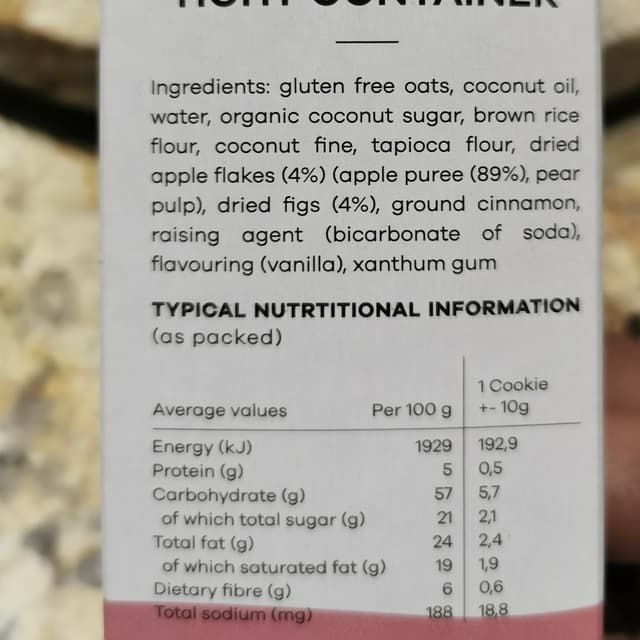 TIGHT CONTAINER
Ingredients: gluten free oats, coconut oil,
water, organic coconut sugar, brown rice
flour, coconut fine, tapioca flour, dried
apple flakes (4%) (apple puree (89%), pear
pulp), dried figs (4%), ground cinnamon,
raising agent (bicarbonate of soda),
flavouring (vanilla), xanthum gum
TYPICAL NUTRTITIONAL INFORMATION
(as packed)
1 Cookie
Average values Per 100 g +- 10g
Energy (kJ) 1929 192,9
Protein (g) 5 0,5
Carbohydrate (g) 57 5,7
of which total sugar (g) 21 2,1
Total fat (g) 24 2,4
of which saturated fat (g) 19 1,9
Dietary fibre (g) 6 0,6
Total sodium (mg) 188 18,8